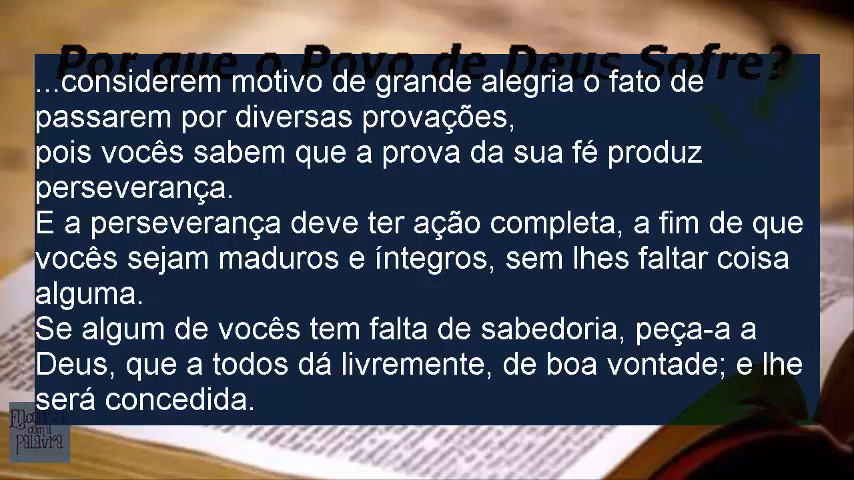 Por que o Povo de Deus Sofre?
...considerem motivo de grande alegria o fato de
passarem por diversas provações,
pois vocês sabem que a prova da sua fé produz
perseverança.
E a perseverança deve ter ação completa, a fim de que
vocês sejam maduros e íntegros, sem lhes faltar coisa
alguma.
Se algum de vocês tem falta de sabedoria, peça-a a
Deus, que a todos dá livremente, de boa vontade; e lhe
será concedida.
com a
Palavra